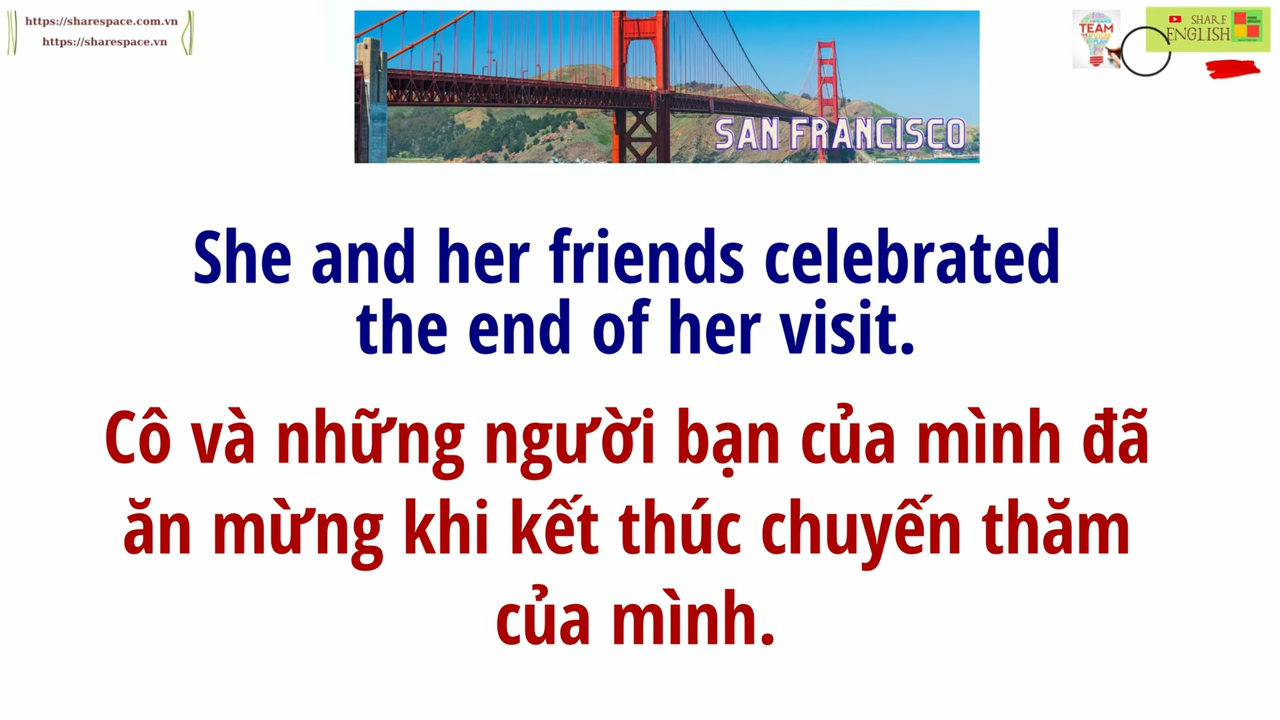 https://sharespace.com.vn
https://sharespace.vn
TEAM
SHARE
ENGLISH
SAN FRANCISCO
She and her friends celebrated
the end of her visit.
Cô và những người bạn của mình đã
ăn mừng khi kết thúc chuyến thăm
của mình.